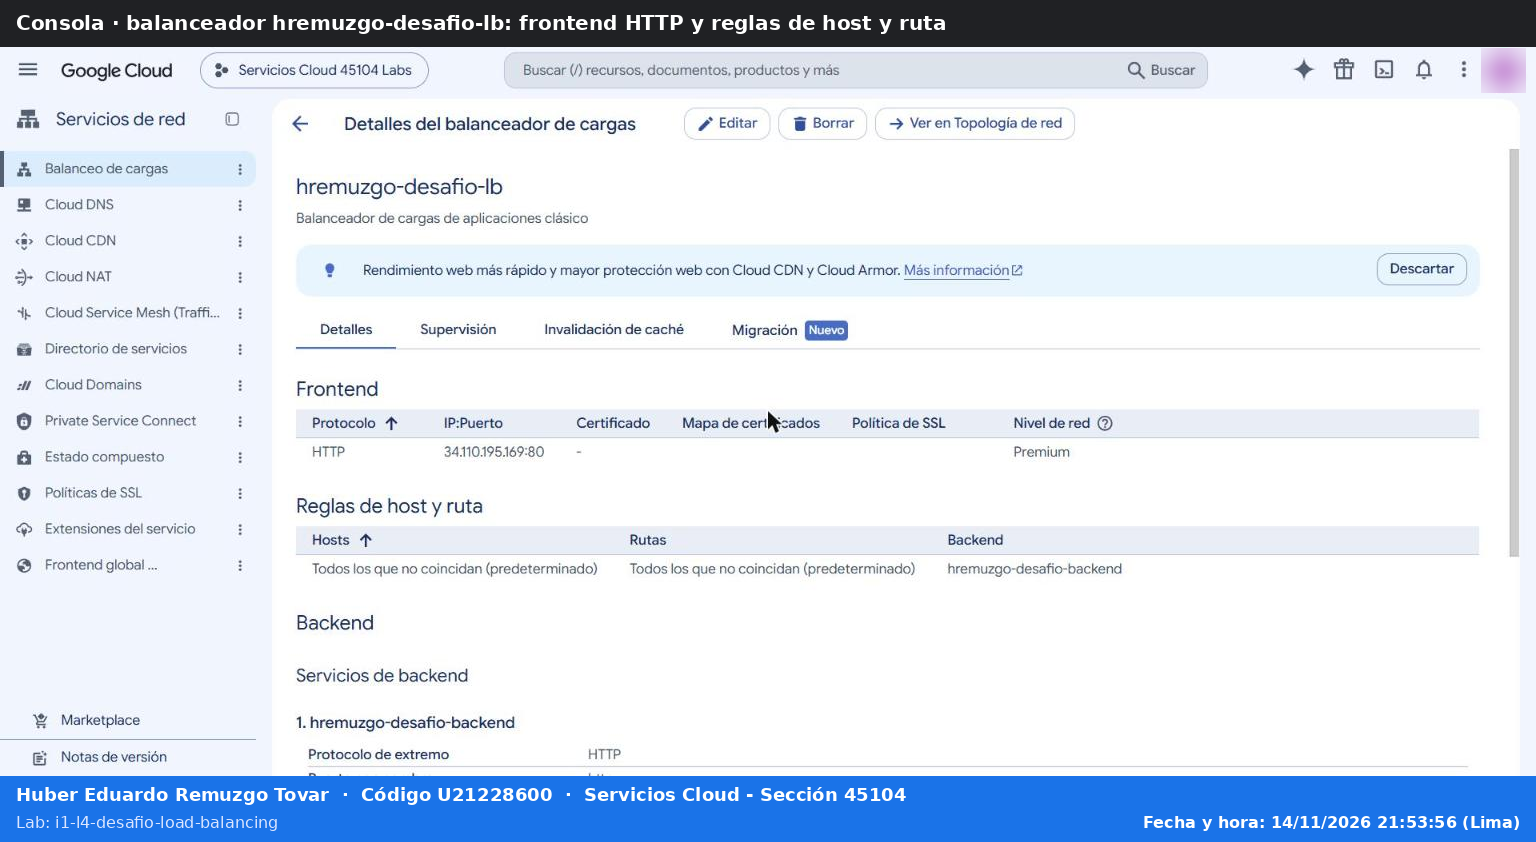 Consola · balanceador hremuzgo-desafio-lb: frontend HTTP y reglas de host y ruta
Google Cloud
Servicios Cloud 45104 Labs
Buscar (/) recursos, documentos, productos y más
Buscar
Servicios de red
Detalles del balanceador de cargas
Editar
Borrar
Ver en Topología de red
Balanceo de cargas
Cloud DNS
Cloud CDN
Cloud NAT
Cloud Service Mesh (Traffi...
Directorio de servicios
Cloud Domains
Private Service Connect
Estado compuesto
Políticas de SSL
Extensiones del servicio
Frontend global ...
Marketplace
Notas de versión
hremuzgo-desafio-lb
Balanceador de cargas de aplicaciones clásico
Rendimiento web más rápido y mayor protección web con Cloud CDN y Cloud Armor. Más información
Descartar
Detalles Supervisión Invalidación de caché Migración Nuevo
Frontend
Protocolo IP:Puerto Certificado Mapa de certificados Política de SSL Nivel de red
HTTP 34.110.195.169:80 - Premium
Reglas de host y ruta
Hosts Rutas Backend
Todos los que no coincidan (predeterminado) Todos los que no coincidan (predeterminado) hremuzgo-desafio-backend
Backend
Servicios de backend
1. hremuzgo-desafio-backend
Protocolo de extremo HTTP
Huber Eduardo Remuzgo Tovar · Código U21228600 · Servicios Cloud - Sección 45104
Lab: i1-l4-desafio-load-balancing
Fecha y hora: 14/11/2026 21:53:56 (Lima)